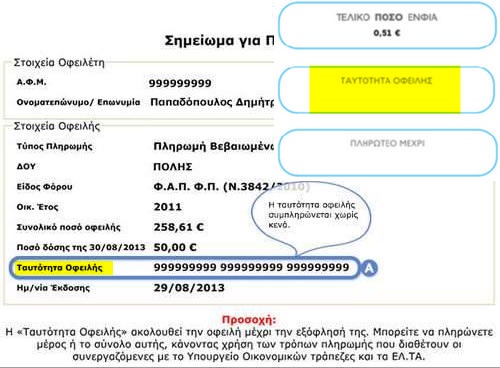 Σημείωμα για Π
ΤΕΛΙΚΟ ΠΟΣΟ ΕΝΦΙΑ
0,51 €
Στοιχεία Οφειλέτη
Α.Φ.Μ. 999999999
Ονοματεπώνυμο/ Επωνυμία Παπαδόπουλος Δημήτρ
ΤΑΥΤΟΤΗΤΑ ΟΦΕΙΛΗΣ
Στοιχεία Οφειλής
Τύπος Πληρωμής Πληρωμή Βεβαιωμένω
ΠΛΗΡΩΤΕΟ ΜΕΧΡΙ
ΔΟΥ ΠΟΛΗΣ
Είδος Φόρου Φ.Α.Π. Φ.Π. (Ν.3842/2010)
Οικ. Έτος 2011
Συνολικό ποσό οφειλής 258,61 €
Ποσό δόσης της 30/08/2013 50,00 €
Η ταυτότητα οφειλής
συμπληρώνεται χωρίς
κενά.
Ταυτότητα Οφειλής 999999999 999999999 999999999 A
Ημ/νία Έκδοσης 29/08/2013
Προσοχή:
Η «Ταυτότητα Οφειλής» ακολουθεί την οφειλή μέχρι την εξόφλησή της. Μπορείτε να πληρώνετε
μέρος ή το σύνολο αυτής, κάνοντας χρήση των τρόπων πληρωμής που διαθέτουν οι
συνεργαζόμενες με το Υπουργείο Οικονομικών τράπεζες και τα ΕΛ.ΤΑ.